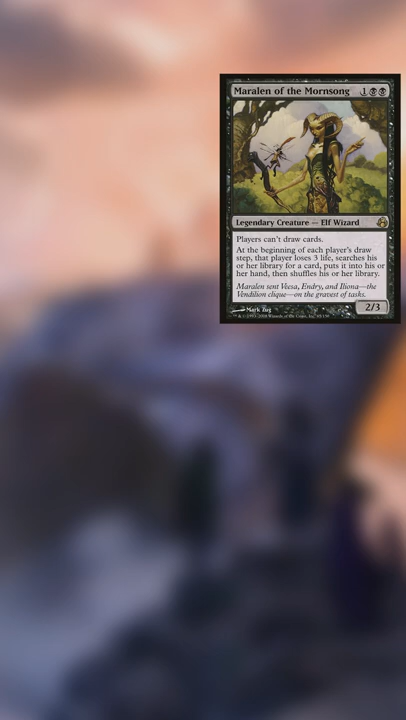 Maralen of the Mornsong 1
Legendary Creature — Elf Wizard
Players can't draw cards.
At the beginning of each player's draw
step, that player loses 3 life, searches his
or her library for a card, puts it into his or
her hand, then shuffles his or her library.
Maralen sent Veesa, Endry, and Iliona—the
Vendilion clique—on the gravest of tasks.
2/3
Mark Zug